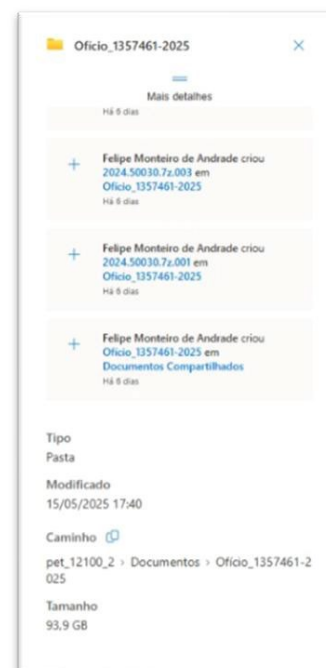 Ofício_1357461-2025
Mais detalhes
Há 6 dias
Felipe Monteiro de Andrade criou
2024.50030.7z.003 em
Ofício_1357461-2025
Há 6 dias
Felipe Monteiro de Andrade criou
2024.50030.7z.001 em
Ofício_1357461-2025
Há 6 dias
Felipe Monteiro de Andrade criou
Ofício_1357461-2025 em
Documentos Compartilhados
Há 6 dias
Tipo
Pasta
Modificado
15/05/2025 17:40
Caminho
pet_12100_2 > Documentos > Ofício_1357461-2
025
Tamanho
93,9 GB